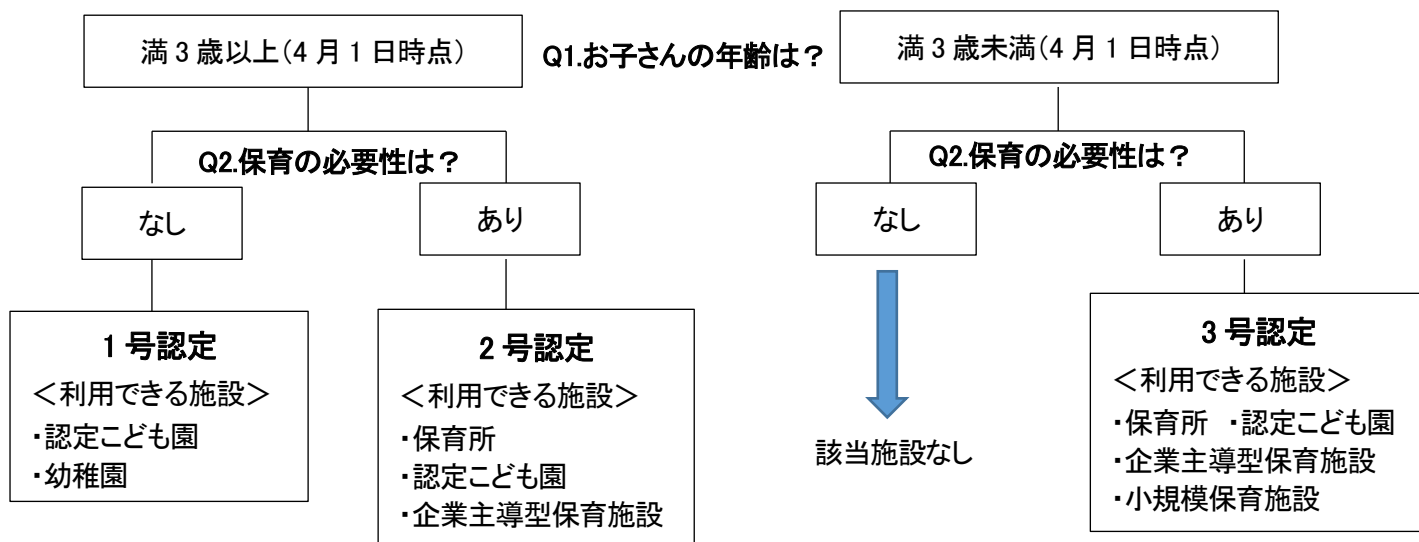 満3歳以上(4月1日時点)
Q1.お子さんの年齢は?
満3歳未満(4月1日時点)
Q2.保育の必要性は?
Q2.保育の必要性は?
なし
あり
なし
あり
1号認定
<利用できる施設>
・認定こども園
・幼稚園
2号認定
<利用できる施設>
・保育所
・認定こども園
・企業主導型保育施設
該当施設なし
3号認定
<利用できる施設>
・保育所 ・認定こども園
・企業主導型保育施設
・小規模保育施設